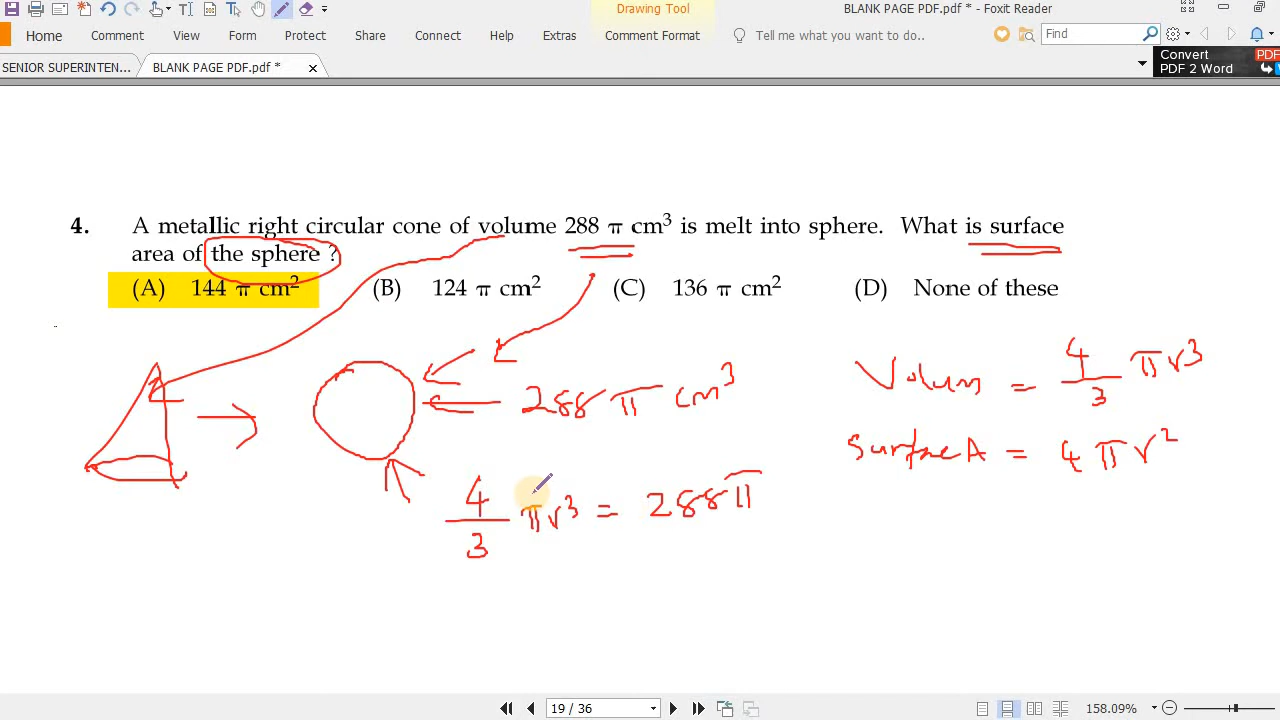 Drawing Tool
BLANK PAGE PDF.pdf * - Foxit Reader
Home Comment View Form Protect Share Connect Help Extras Comment Format Tell me what you want to do.. Find
SENIOR SUPERINTEN... BLANK PAGE PDF.pdf * × Convert PDF
PDF 2 Word
4. A metallic right circular cone of volume 288 π cm³ is melt into sphere. What is surface
area of the sphere ?
(A) 144 π cm² (B) 124 π cm² (C) 136 π cm² (D) None of these
Volum = 4/3 πr³
288 π cm³
SurfaceA = 4πr²
4/3 πr³ = 288π
19 / 36 158.09%